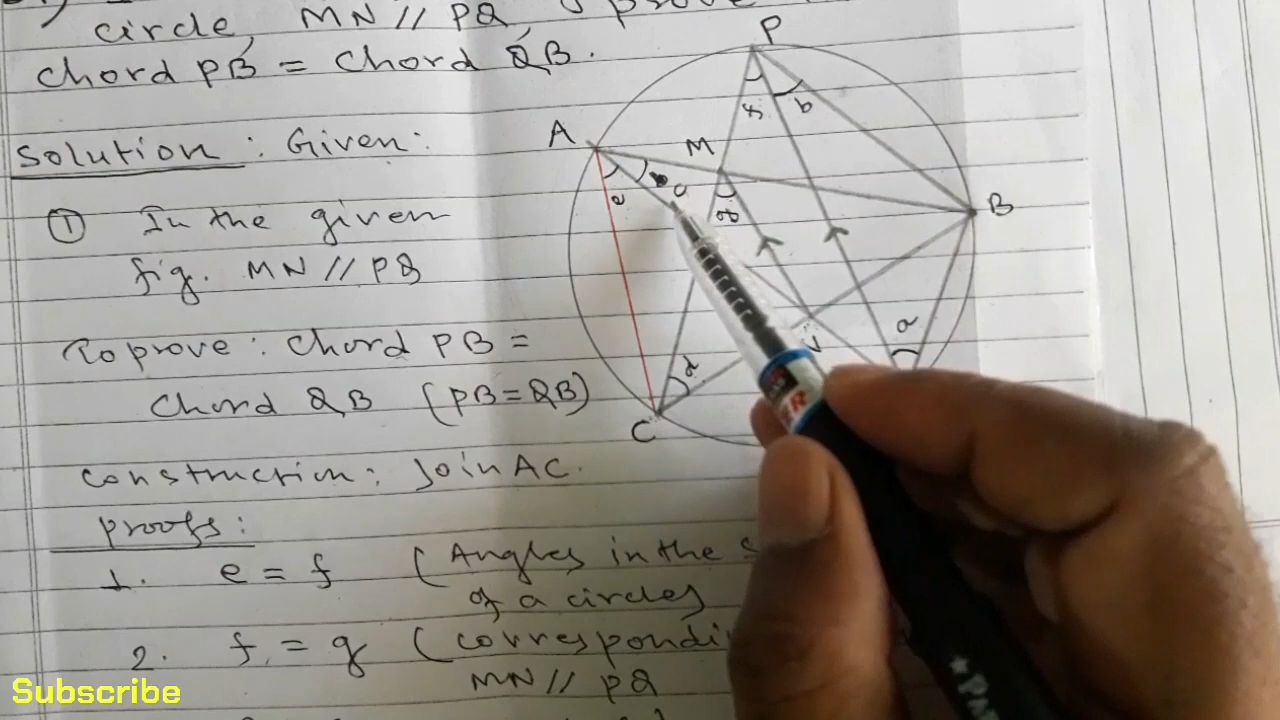 circle, MN // PQ, prove
chord PB = chord QB.
Solution: Given:
① In the given
fig. MN // PQ
To prove: Chord PB =
Chord QB (PB = QB)
Construction: Join AC.
Proofs:
1. e = f (Angles in the
of a circles
2. f = g (
MN // PQ
P
f b
A
M
e a
g
B
a
d
C
Subscribe